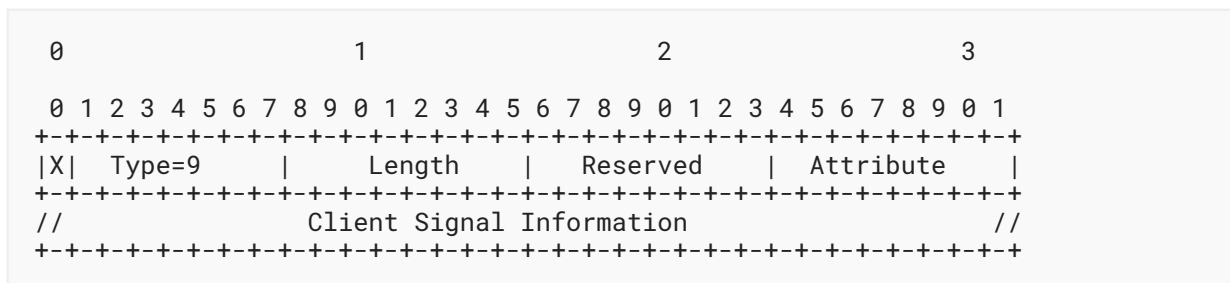 0                   1                   2                   3
0 1 2 3 4 5 6 7 8 9 0 1 2 3 4 5 6 7 8 9 0 1 2 3 4 5 6 7 8 9 0 1
+-+-+-+-+-+-+-+-+-+-+-+-+-+-+-+-+-+-+-+-+-+-+-+-+-+-+-+-+-+-+-+-+
|X|  Type=9     |     Length    |   Reserved    |  Attribute    |
+-+-+-+-+-+-+-+-+-+-+-+-+-+-+-+-+-+-+-+-+-+-+-+-+-+-+-+-+-+-+-+-+
//                Client Signal Information                    //
+-+-+-+-+-+-+-+-+-+-+-+-+-+-+-+-+-+-+-+-+-+-+-+-+-+-+-+-+-+-+-+-+